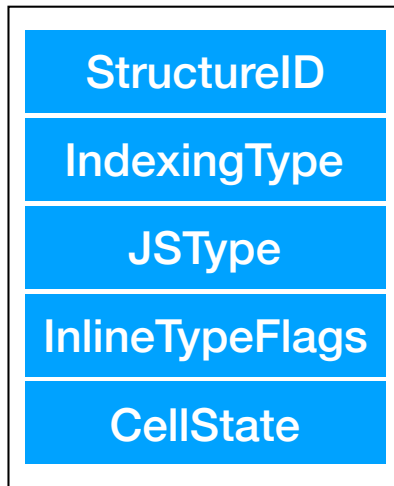 StructureID
IndexingType
JSType
InlineTypeFlags
CellState